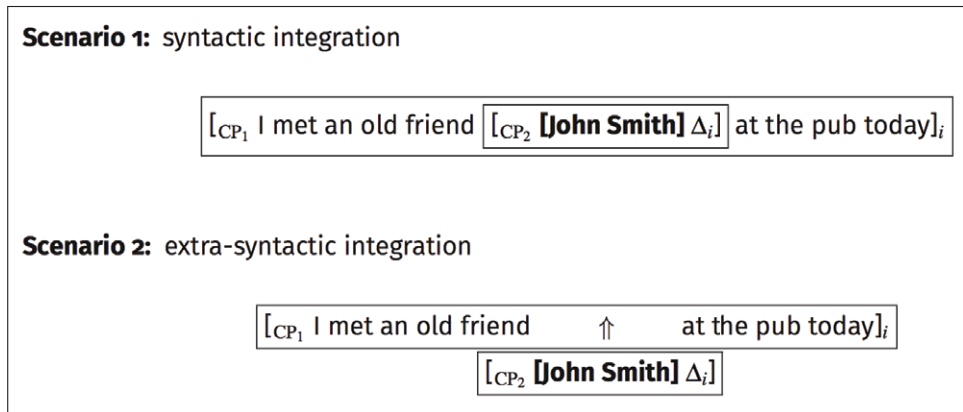 Scenario 1: syntactic integration
[CP₁ I met an old friend [CP₂ [John Smith] Δᵢ] at the pub today]ᵢ
Scenario 2: extra-syntactic integration
[CP₁ I met an old friend ⇑ at the pub today]ᵢ
[CP₂ [John Smith] Δᵢ]